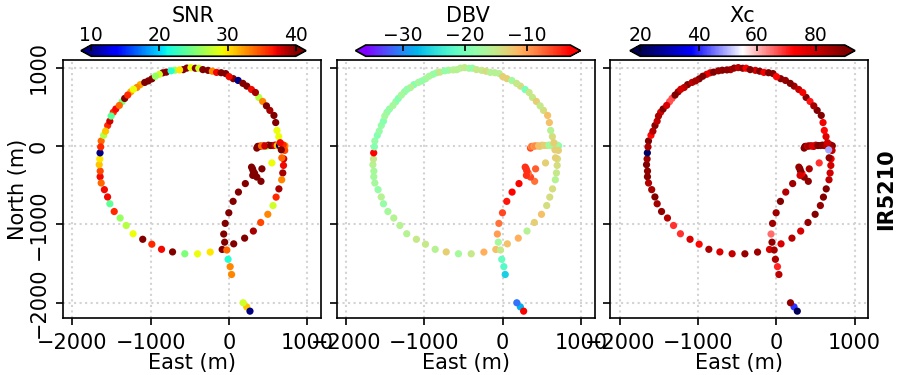 SNR DBV Xc
10 20 30 40 −30 −20 −10 20 40 60 80
1000
0
−1000
−2000
North (m)
−2000 −1000 0 1000 −2000 −1000 0 1000 −2000 −1000 0 1000
East (m) East (m) East (m)
IR5210